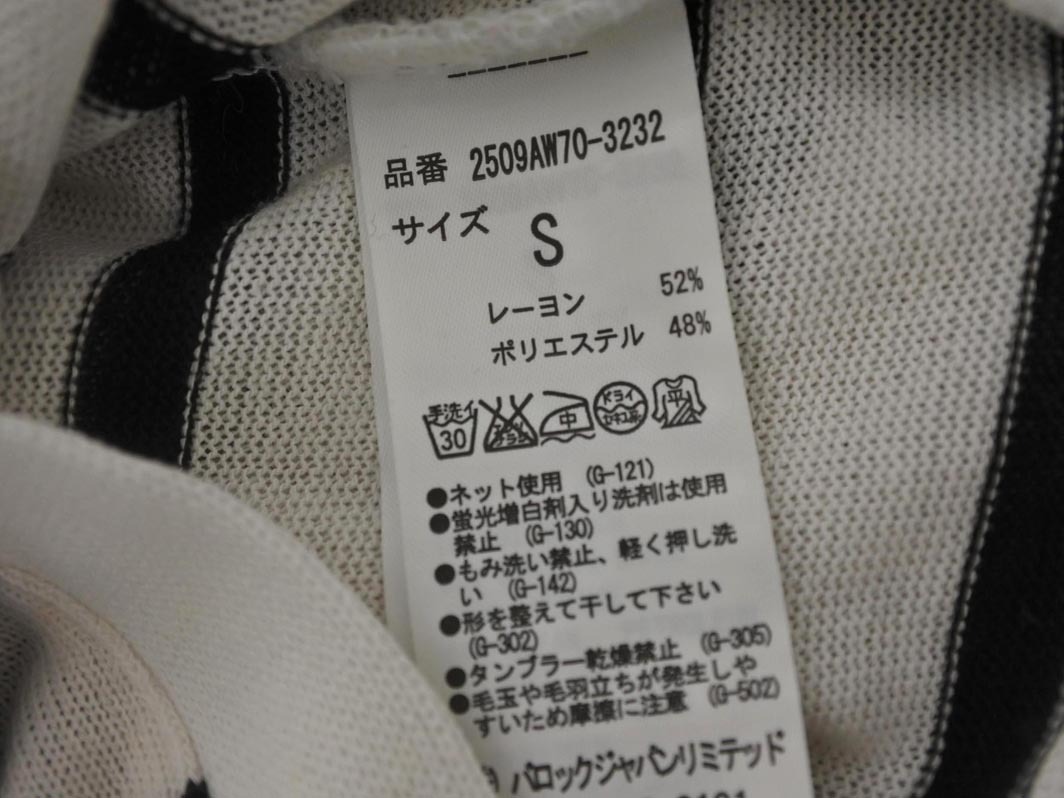 品番 2509AW70-3232
サイズ S
レーヨン 52%
ポリエステル 48%
手洗イ 30 中 ドライ セキユ系 平
●ネット使用 (G-121)
●蛍光増白剤入り洗剤は使用
禁止 (G-130)
●もみ洗い禁止、軽く押し洗
い (G-142)
●形を整えて干して下さい
(G-302)
●タンブラー乾燥禁止 (G-305)
●毛玉や毛羽立ちが発生しや
すいため摩擦に注意 (G-502)
バロックジャパンリミテッド